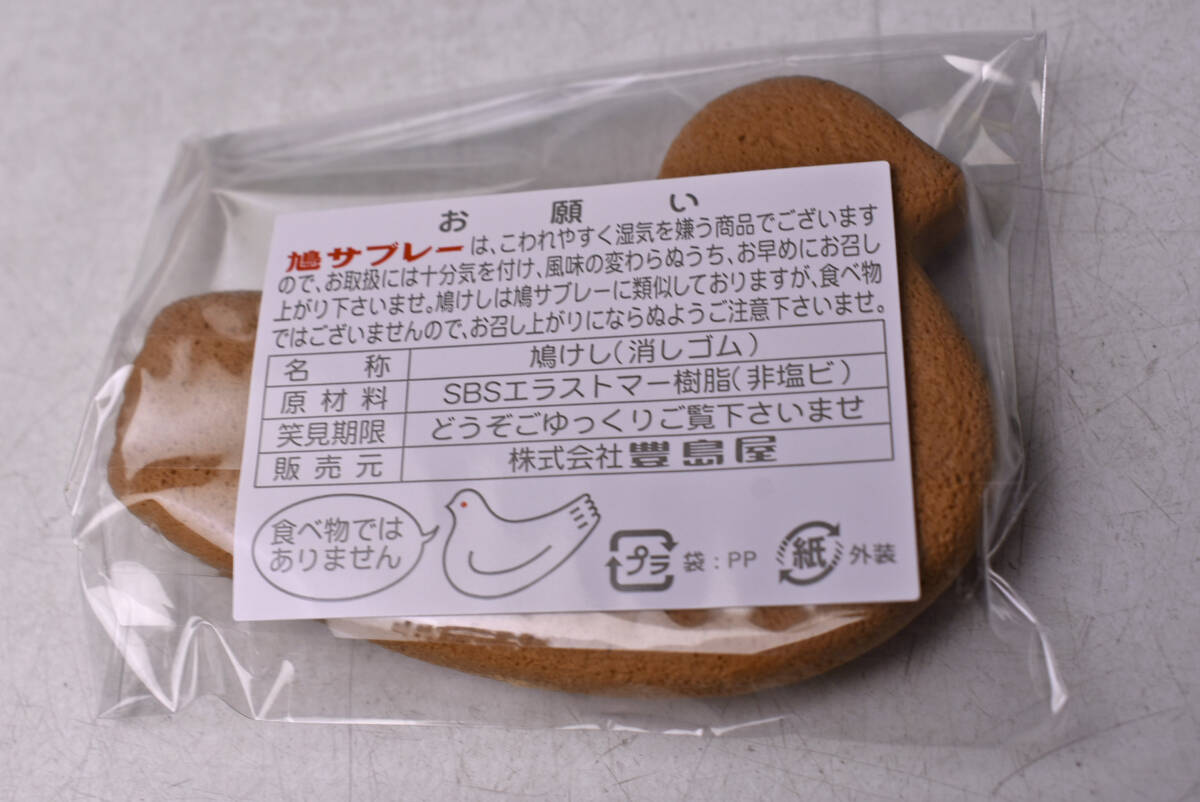 お願い
鳩サブレーは、こわれやすく湿気を嫌う商品でございます
ので、お取扱には十分気を付け、風味の変わらぬうち、お早めにお召し
上がり下さいませ。鳩けしは鳩サブレーに類似しておりますが、食べ物
ではございませんので、お召し上がりにならぬようご注意下さいませ。
名称 鳩けし(消しゴム)
原材料 SBSエラストマー樹脂(非塩ビ)
笑見期限 どうぞごゆっくりご覧下さいませ
販売元 株式会社豊島屋
食べ物では
ありません
プラ 袋:PP 紙 外装